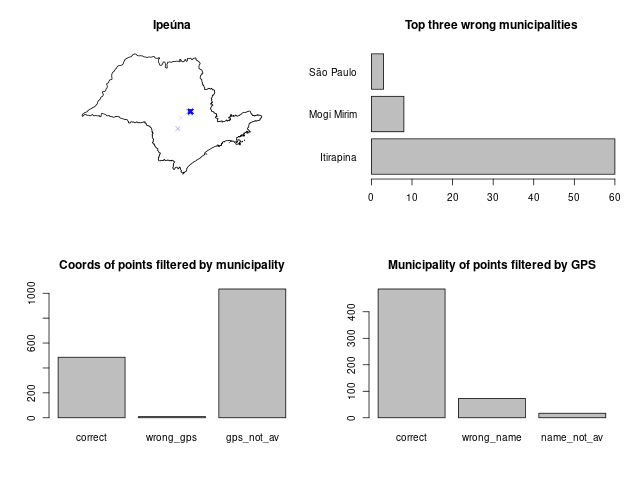 Ipeúna
Top three wrong municipalities
São Paulo
Mogi Mirim
Itirapina
0 10 20 30 40 50 60
Coords of points filtered by municipality
1000
600
200
0
correct wrong_gps gps_not_av
Municipality of points filtered by GPS
400
300
200
100
0
correct wrong_name name_not_av